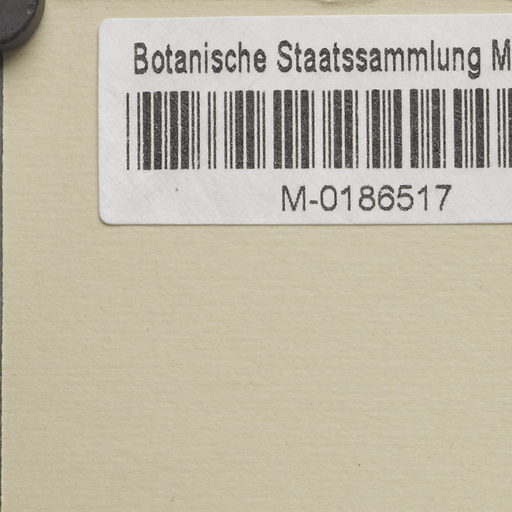 Botanische Staatssammlung M
M-0186517